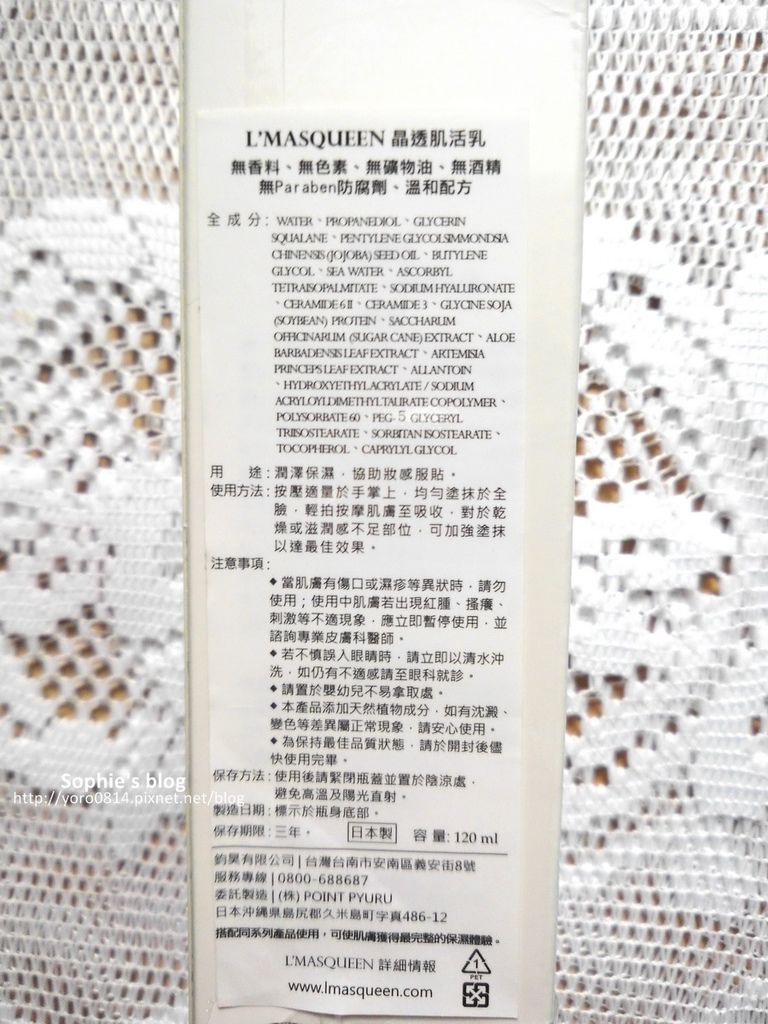 L'MASQUEEN 晶透肌活乳
無香料、無色素、無礦物油、無酒精
無Paraben防腐劑、溫和配方
全成分: WATER、PROPANEDIOL、GLYCERIN
SQUALANE、PENTYLENE GLYCOLSIMMONDSIA
CHINENSIS (JOJOBA) SEED OIL、BUTYLENE
GLYCOL、SEA WATER、ASCORBYL
TETRAISOPALMITATE、SODIUM HYALURONATE
、CERAMIDE 6 II、CERAMIDE 3、GLYCINE SOJA
(SOYBEAN) PROTEIN、SACCHARUM
OFFICINARUM (SUGAR CANE) EXTRACT、ALOE
BARBADENSIS LEAF EXTRACT、ARTEMISIA
PRINCEPS LEAF EXTRACT、ALLANTOIN
、HYDROXYETHYL ACRYLATE / SODIUM
ACRYLOYLDIMETHYL TAURATE COPOLYMER、
POLYSORBATE 60、PEG-5 GLYCERYL
TRIISOSTEARATE、SORBITAN ISOSTEARATE、
TOCOPHEROL、CAPRYLYL GLYCOL
用 途:潤澤保濕,協助妝感服貼。
使用方法:按壓適量於手掌上,均勻塗抹於全
臉,輕拍按摩肌膚至吸收,對於乾
燥或滋潤感不足部位,可加強塗抹
以達最佳效果。
注意事項:
◆當肌膚有傷口或濕疹等異狀時,請勿
使用;使用中肌膚若出現紅腫、搔癢、
刺激等不適現象,應立即暫停使用,並
諮詢專業皮膚科醫師。
◆若不慎誤入眼睛時,請立即以清水沖
洗,如仍有不適感請至眼科就診。
◆請置於嬰幼兒不易拿取處。
◆本產品添加天然植物成分,如有沈澱、
變色等差異屬正常現象,請安心使用。
◆為保持最佳品質狀態,請於開封後儘
快使用完畢。
保存方法:使用後請緊閉瓶蓋並置於陰涼處,
避免高溫及陽光直射。
製造日期:標示於瓶身底部。
保存期限:三年。 日本製 容量: 120 ml
鈞昊有限公司 | 台灣台南市安南區義安街8號
服務專線 | 0800-688687
委託製造 | (株) POINT PYURU
日本沖縄県島尻郡久米島町字真486-12
搭配同系列產品使用,可使肌膚獲得最完整的保濕體驗。
L'MASQUEEN 詳細情報
www.lmasqueen.com
1
PET
Sophie's blog
http://yoro0814.pixnet.net/blog